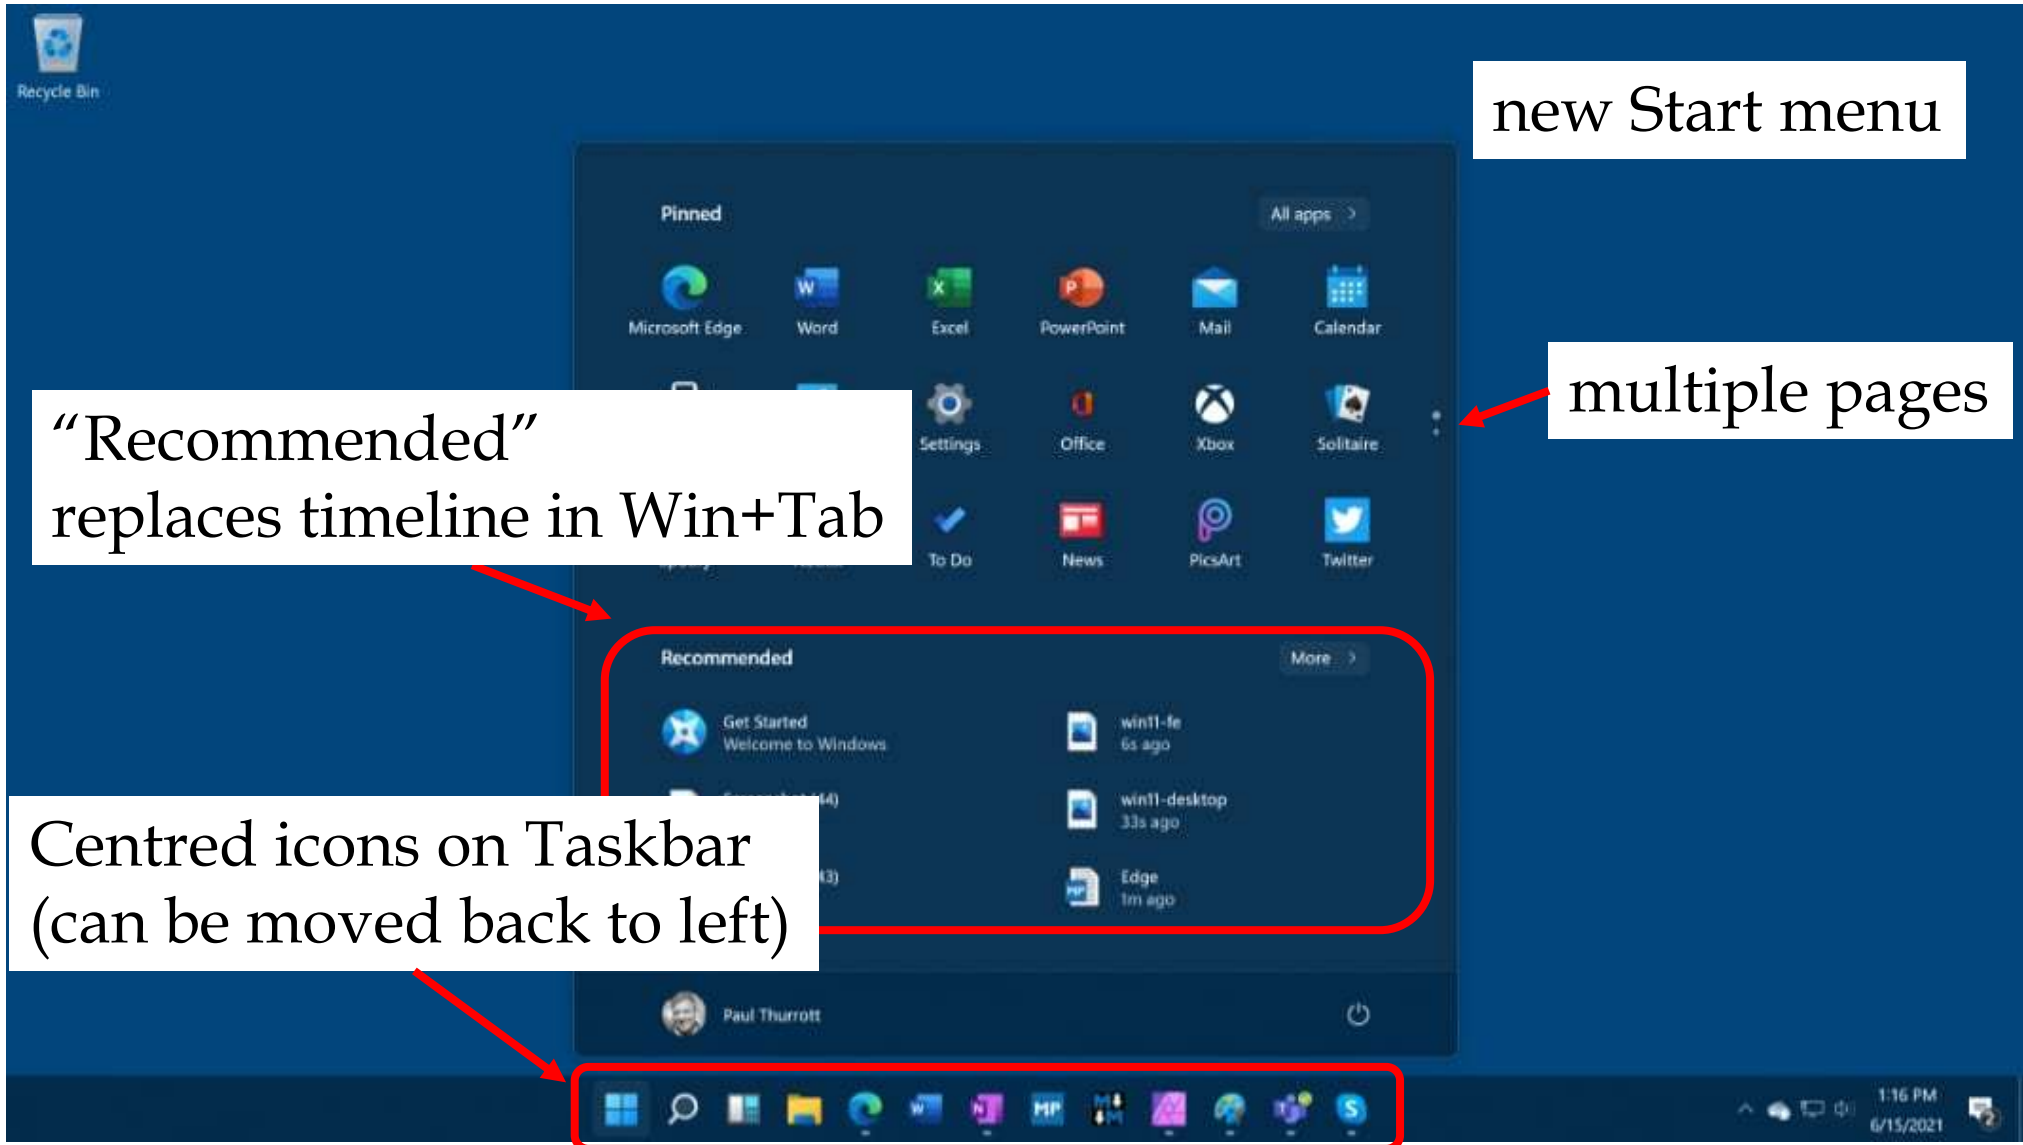 Recycle Bin
new Start menu
Pinned
All apps
Microsoft Edge
Word
Excel
PowerPoint
Mail
Calendar
multiple pages
“Recommended”
replaces timeline in Win+Tab
Settings
Office
Xbox
Solitaire
To Do
News
PicsArt
Twitter
Recommended
More
Get Started
Welcome to Windows
win11-fe
6s ago
44)
win11-desktop
33s ago
43)
Edge
1m ago
Centred icons on Taskbar
(can be moved back to left)
Paul Thurrott
1:16 PM
6/15/2021
2